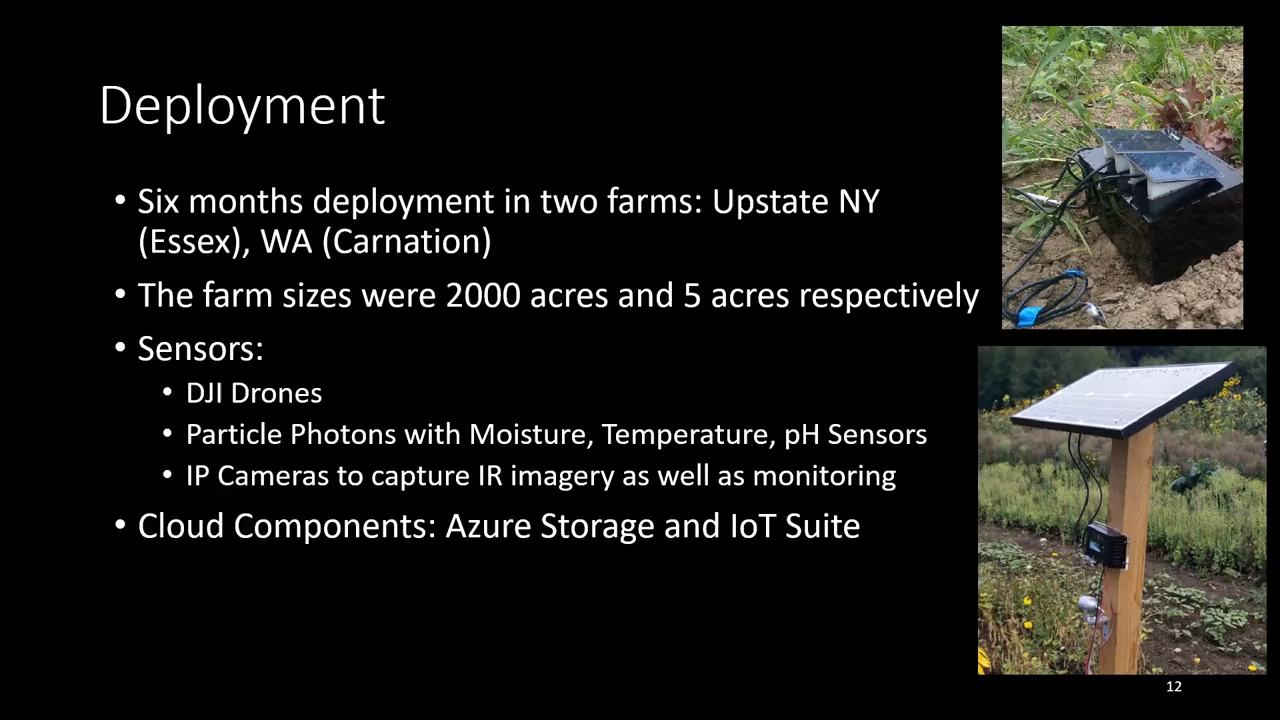 Deployment
• Six months deployment in two farms: Upstate NY
(Essex), WA (Carnation)
• The farm sizes were 2000 acres and 5 acres respectively
• Sensors:
• DJI Drones
• Particle Photons with Moisture, Temperature, pH Sensors
• IP Cameras to capture IR imagery as well as monitoring
• Cloud Components: Azure Storage and IoT Suite
12